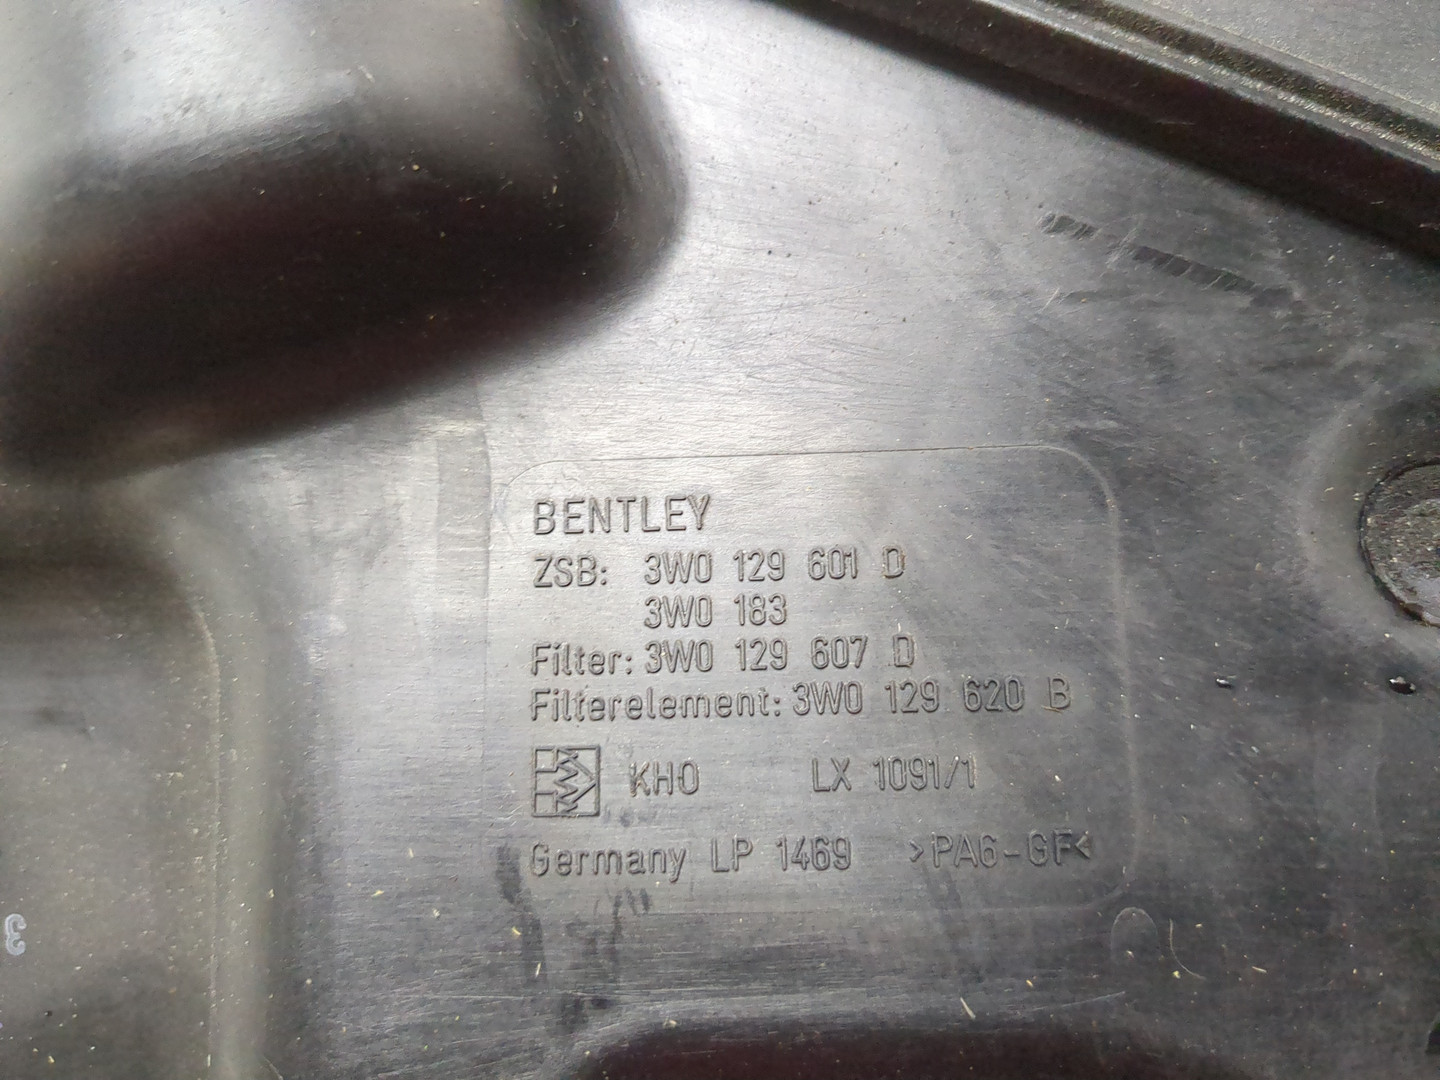 BENTLEY
ZSB: 3W0 129 601 D
3W0 183
Filter: 3W0 129 607 D
Filterelement: 3W0 129 620 B
KHO LX 1091/1
Germany LP 1469 >PA6-GF<
3